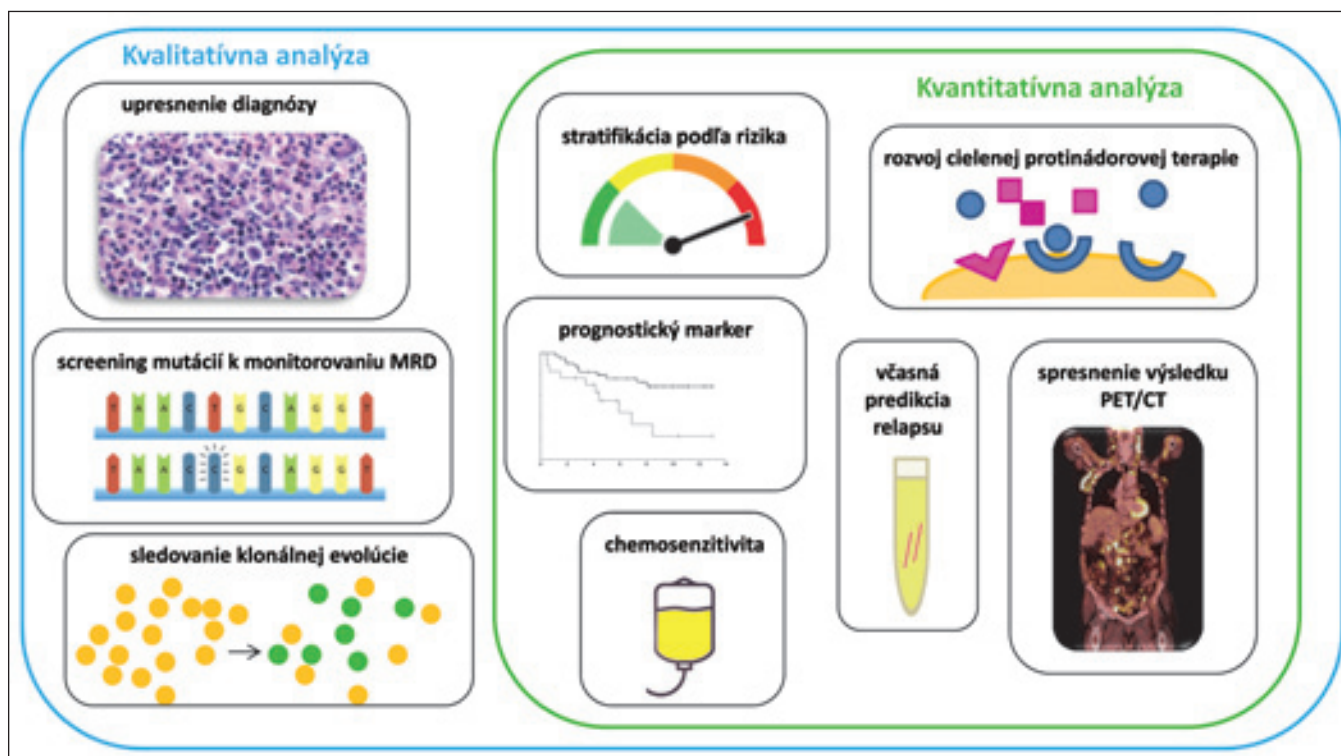 Kvalitatívna analýza
upresnenie diagnózy
screening mutácií k monitorovaniu MRD
T A A C T G C A G G T
T A A C C G C A G G T
sledovanie klonálnej evolúcie
Kvantitatívna analýza
stratifikácia podľa rizika
rozvoj cielenej protinádorovej terapie
prognostický marker
včasná
predikcia
relapsu
spresnenie výsledku
PET/CT
chemosenzitivita